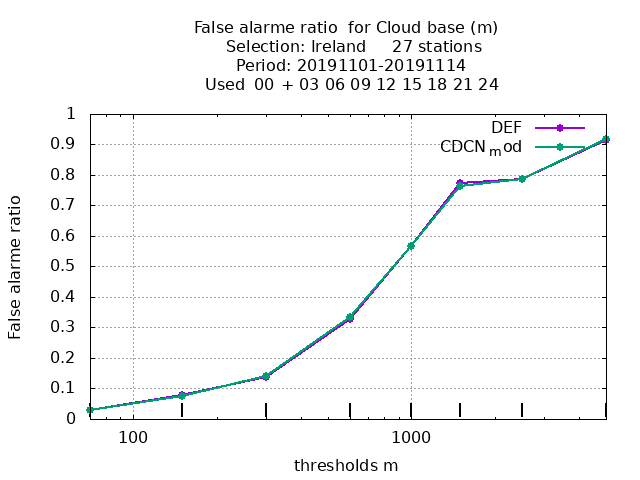 False alarme ratio  for Cloud base (m)
Selection: Ireland     27 stations
Period: 20191101-20191114
Used  00 + 03 06 09 12 15 18 21 24
DEF
CDCN_mod
1
0.9
0.8
0.7
0.6
0.5
0.4
0.3
0.2
0.1
0
False alarme ratio
100
1000
thresholds m